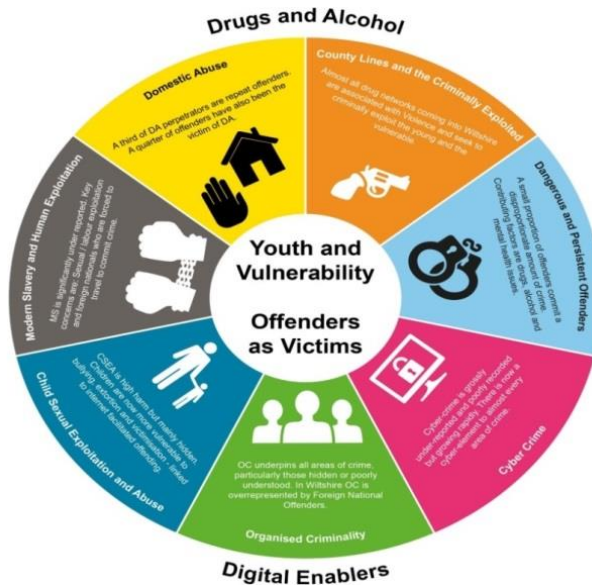 Drugs and Alcohol
Domestic Abuse
A third of DA perpetrators are repeat offenders.
A quarter of offenders have also been the
victim of DA.
County Lines and the Criminally Exploited
Almost all drug networks coming into Wiltshire
are associated with Violence and seek to
criminally exploit the young and the
vulnerable.
Dangerous and Persistent Offenders
A small proportion of offenders commit a
disproportionate amount of crime.
Contributing factors are drugs, alcohol and
mental health issues.
Cyber-crime is grossly
under-reported and poorly recorded
but growing rapidly. There is now a
cyber-element to almost every
area of crime.
Cyber Crime
OC underpins all areas of crime,
particularly those hidden or poorly
understood. In Wiltshire OC is
overrepresented by Foreign National
Offenders.
Organised Criminality
CSEA is high harm but mainly hidden.
Children are now more vulnerable to
bullying, extortion and victimisation - linked
to internet facilitated offending.
Child Sexual Exploitation and Abuse
Modern Slavery and Human Exploitation
MS is significantly under reported. Key
concerns are: Sexual / labour exploitation
and foreign nationals who are forced to
travel to commit crime.
Youth and
Vulnerability
Offenders
as Victims
Digital Enablers